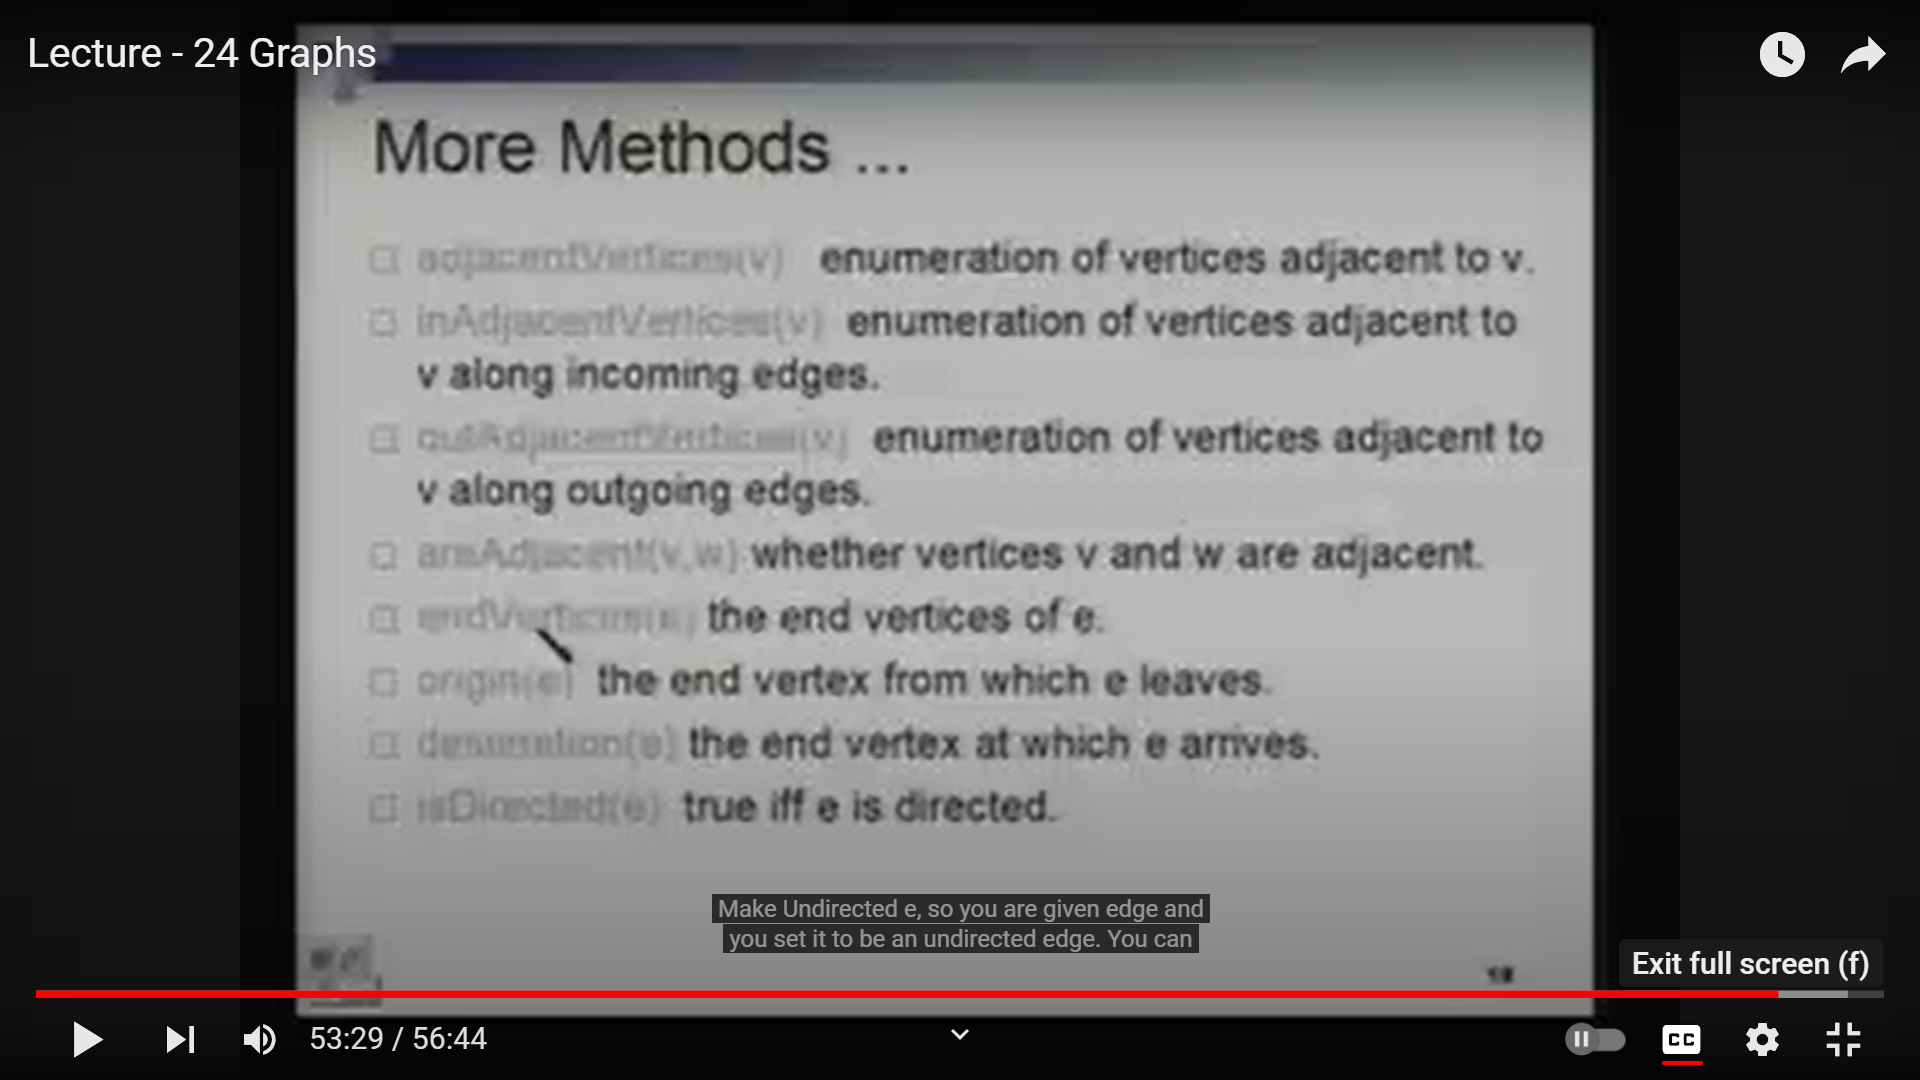 Lecture - 24 Graphs
More Methods ...
adjacentVertices(v) enumeration of vertices adjacent to v.
inAdjacentVertices(v) enumeration of vertices adjacent to
v along incoming edges.
outAdjacentVertices(v) enumeration of vertices adjacent to
v along outgoing edges.
areAdjacent(v,w) whether vertices v and w are adjacent.
endVertices(e) the end vertices of e.
origin(e) the end vertex from which e leaves.
destination(e) the end vertex at which e arrives.
isDirected(e) true iff e is directed.
Make Undirected e, so you are given edge and
you set it to be an undirected edge. You can
Exit full screen (f)
53:29 / 56:44
CC